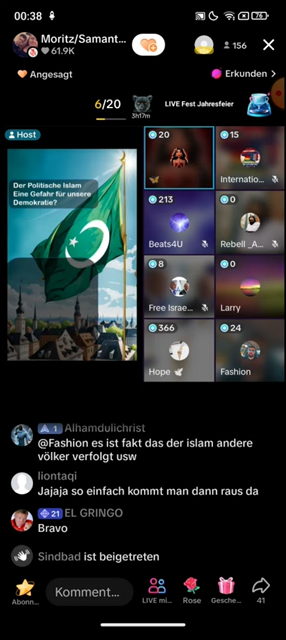 00:38
76
Moritz/Samant...
61.9K
156
Angesagt
Erkunden >
6/20
3h17m
LIVE Fest Jahresfeier
Host
Der Politische Islam
Eine Gefahr für unsere
Demokratie?
20
15
Internatio...
213
Beats4U
0
Rebell _A...
8
Free Israe...
0
Larry
366
Hope
24
Fashion
1 Alhamdulichrist
@Fashion es ist fakt das der islam andere
völker verfolgt usw
liontaqi
Jajaja so einfach kommt man dann raus da
21 EL GRINGO
Bravo
Sindbad ist beigetreten
Abonn...
Komment...
LIVE mi...
Rose
Gesche...
41